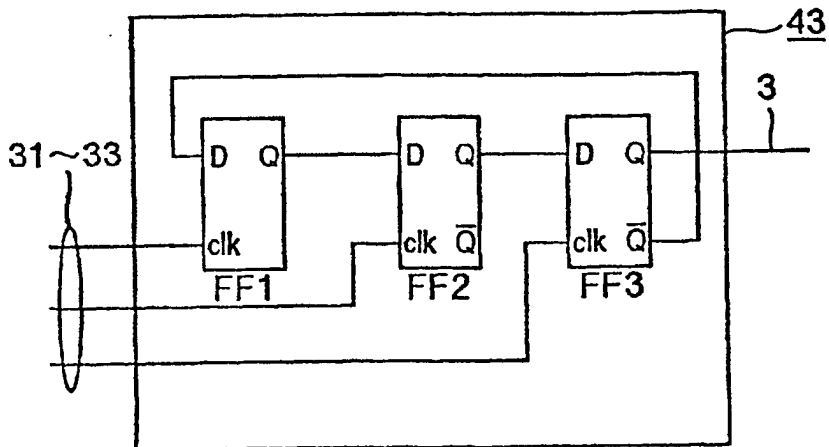 43
3
31~33
D Q
D Q
D Q
clk
clk Q̅
clk Q̅
FF1
FF2
FF3